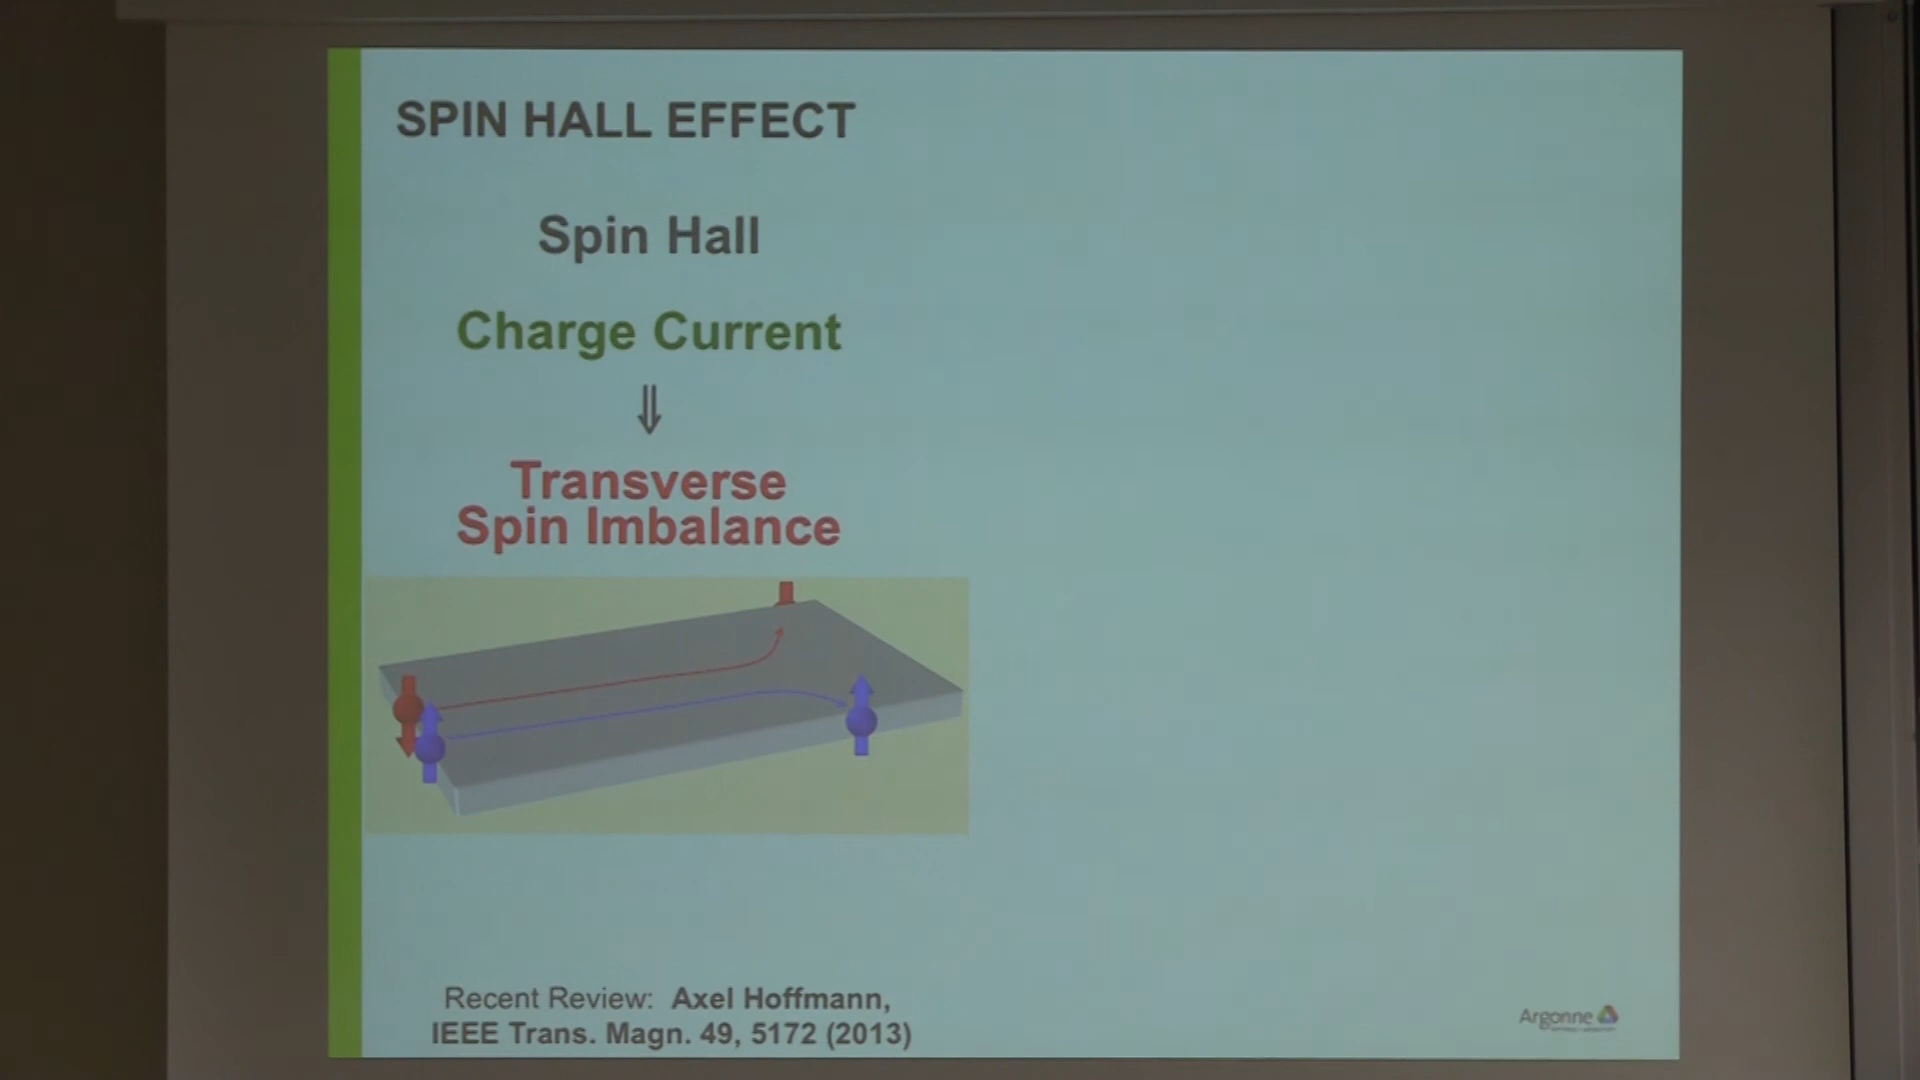 SPIN HALL EFFECT
Spin Hall
Charge Current
⇓
Transverse
Spin Imbalance
Recent Review: Axel Hoffmann,
IEEE Trans. Magn. 49, 5172 (2013)
Argonne